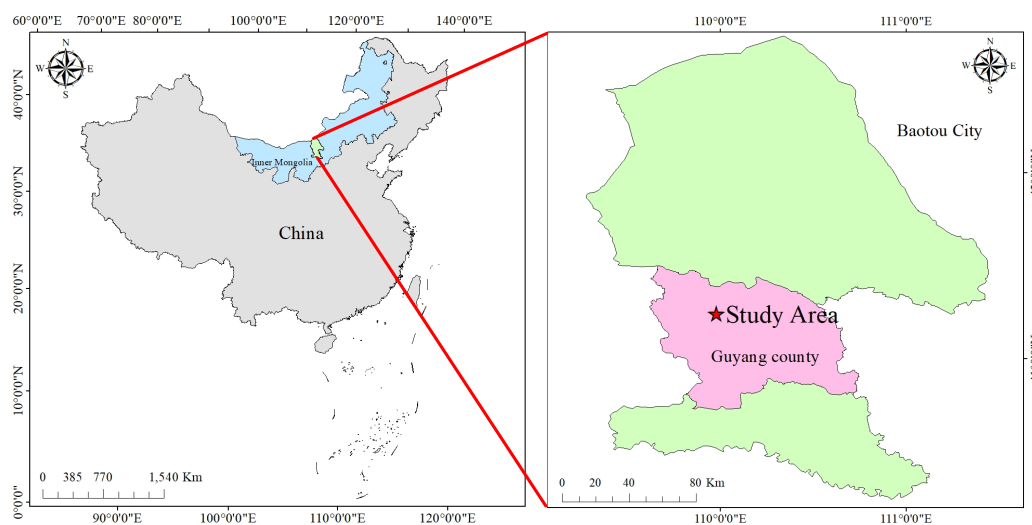 60°0'0"E 70°0'0"E 80°0'0"E 100°0'0"E 120°0'0"E 140°0'0"E
N
W E
S
40°0'0"N
30°0'0"N
20°0'0"N
10°0'0"N
0°0'0"
Inner Mongolia
China
0 385 770 1,540 Km
90°0'0"E 100°0'0"E 110°0'0"E 120°0'0"E
110°0'0"E 111°0'0"E
N
W E
S
Baotou City
Study Area
Guyang county
0 20 40 80 Km
110°0'0"E 111°0'0"E